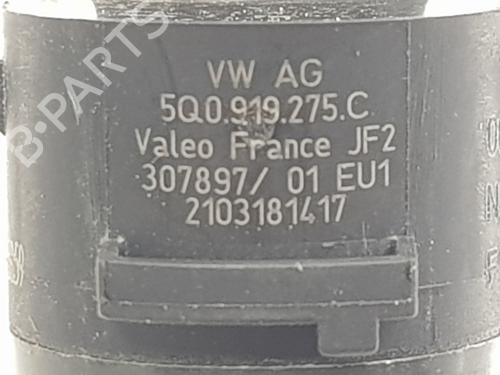 B-PARTS
VW AG
5Q0.919.275.C
Valeo France JF2
307897/ 01 EU1
2103181417